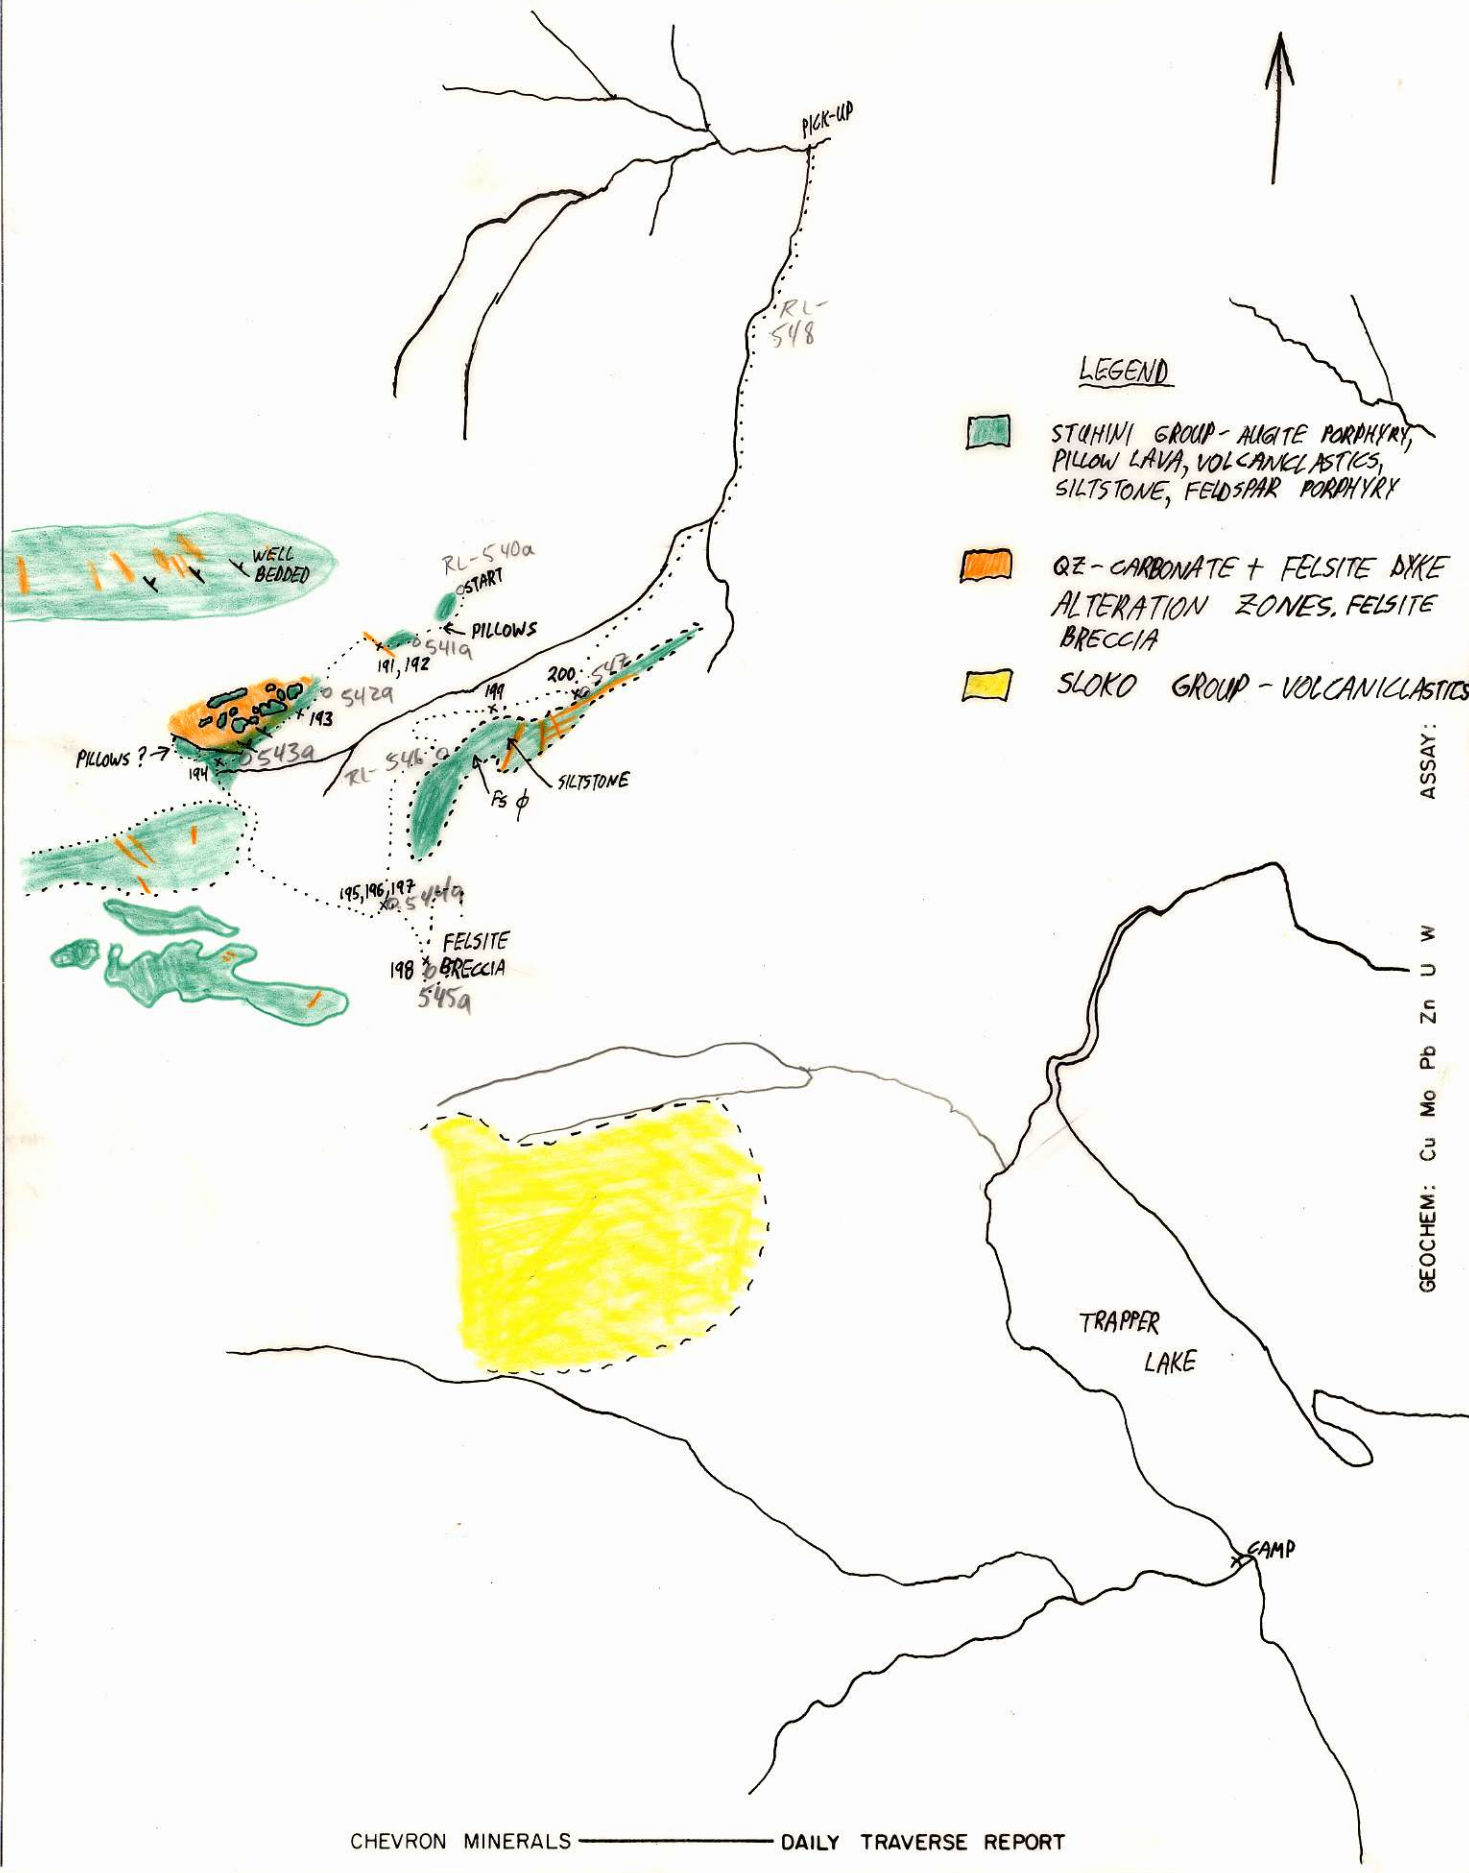 PICK-UP
RL-
548
LEGEND
STUHINI GROUP - AUGITE PORPHYRY,
PILLOW LAVA, VOLCANICLASTICS,
SILTSTONE, FELDSPAR PORPHYRY
QZ-CARBONATE + FELSITE DYKE
ALTERATION ZONES. FELSITE
BRECCIA
SLOKO GROUP - VOLCANICLASTICS
WELL
BEDDED
RL-540a
START
PILLOWS
541a
191,192
200
547
199
542a
193
PILLOWS ?
543a
194
RL-546
SILTSTONE
Fs φ
195,196,197
544a
FELSITE
198 BRECCIA
545a
ASSAY:
GEOCHEM: Cu Mo Pb Zn U W
TRAPPER
LAKE
CAMP
CHEVRON MINERALS DAILY TRAVERSE REPORT